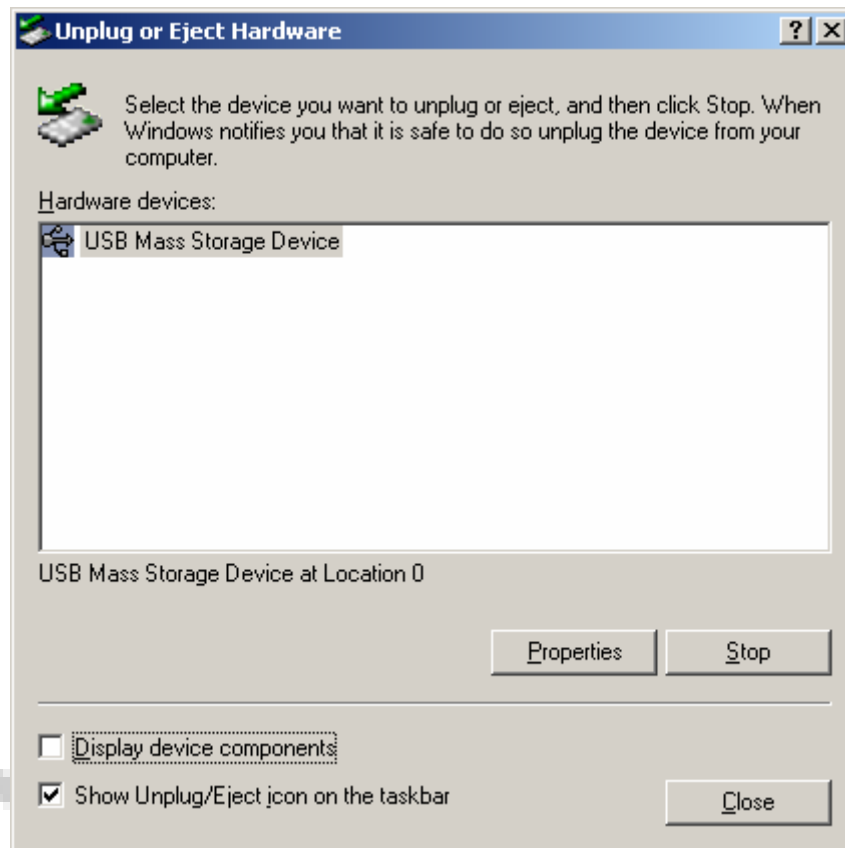 Unplug or Eject Hardware
Select the device you want to unplug or eject, and then click Stop. When
Windows notifies you that it is safe to do so unplug the device from your
computer.
Hardware devices:
USB Mass Storage Device
USB Mass Storage Device at Location 0
Properties Stop
Display device components
Show Unplug/Eject icon on the taskbar
Close